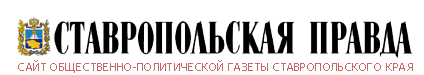 СТАВРОПОЛЬСКАЯ ПРАВДА
САЙТ ОБЩЕСТВЕННО-ПОЛИТИЧЕСКОЙ ГАЗЕТЫ СТАВРОПОЛЬСКОГО КРАЯ